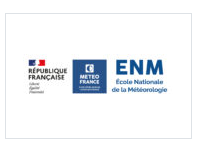 RÉPUBLIQUE
FRANÇAISE
Liberté
Égalité
Fraternité
METEO
FRANCE
ENM
École Nationale
de la Météorologie